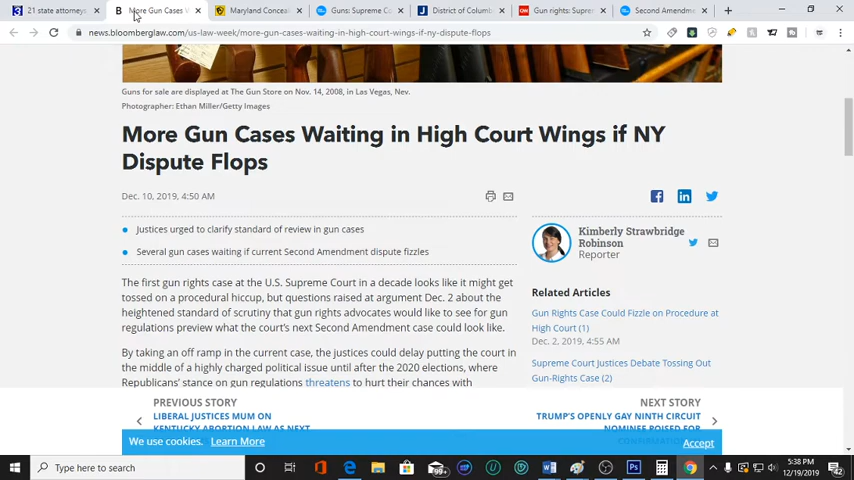 21 state attorneys
More Gun Cases W
Maryland Conceal
Guns: Supreme Co
District of Columb
Gun rights: Supre
Second Amendme
news.bloomberglaw.com/us-law-week/more-gun-cases-waiting-in-high-court-wings-if-ny-dispute-flops
Guns for sale are displayed at The Gun Store on Nov. 14, 2008, in Las Vegas, Nev.
Photographer: Ethan Miller/Getty Images
More Gun Cases Waiting in High Court Wings if NY
Dispute Flops
Dec. 10, 2019, 4:50 AM
Justices urged to clarify standard of review in gun cases
Several gun cases waiting if current Second Amendment dispute fizzles
Kimberly Strawbridge
Robinson
Reporter
The first gun rights case at the U.S. Supreme Court in a decade looks like it might get
tossed on a procedural hiccup, but questions raised at argument Dec. 2 about the
heightened standard of scrutiny that gun rights advocates would like to see for gun
regulations preview what the court's next Second Amendment case could look like.
By taking an off ramp in the current case, the justices could delay putting the court in
the middle of a highly charged political issue until after the 2020 elections, where
Republicans' stance on gun regulations threatens to hurt their chances with
Related Articles
Gun Rights Case Could Fizzle on Procedure at
High Court (1)
Dec. 2, 2019, 4:55 AM
Supreme Court Justices Debate Tossing Out
Gun-Rights Case (2)
PREVIOUS STORY
LIBERAL JUSTICES MUM ON
KENTUCKY ABORTION LAW AS NEXT
NEXT STORY
TRUMP'S OPENLY GAY NINTH CIRCUIT
NOMINEE POISED FOR
We use cookies. Learn More
Accept
Type here to search
99+
5:38 PM
12/19/2019
42